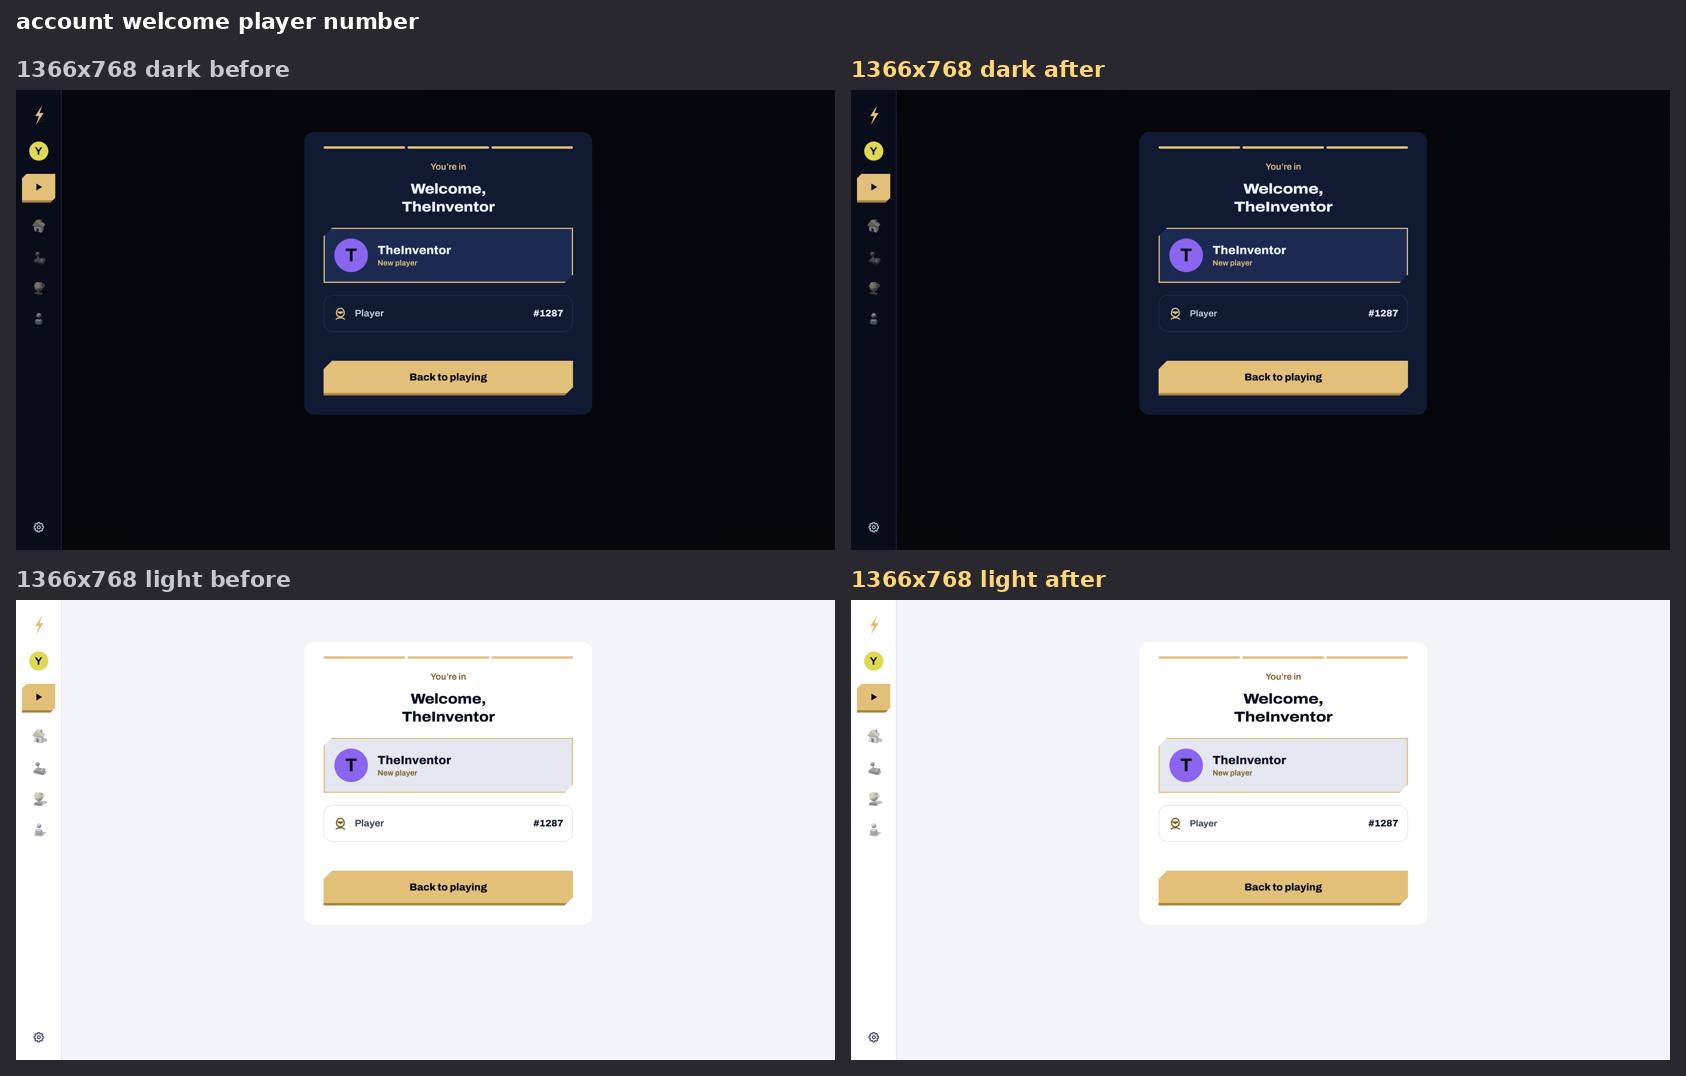 account welcome player number
1366x768 dark before
Y
You're in
Welcome,
TheInventor
T
TheInventor
New player
Player
#1287
Back to playing
1366x768 dark after
Y
You're in
Welcome,
TheInventor
T
TheInventor
New player
Player
#1287
Back to playing
1366x768 light before
Y
You're in
Welcome,
TheInventor
T
TheInventor
New player
Player
#1287
Back to playing
1366x768 light after
Y
You're in
Welcome,
TheInventor
T
TheInventor
New player
Player
#1287
Back to playing